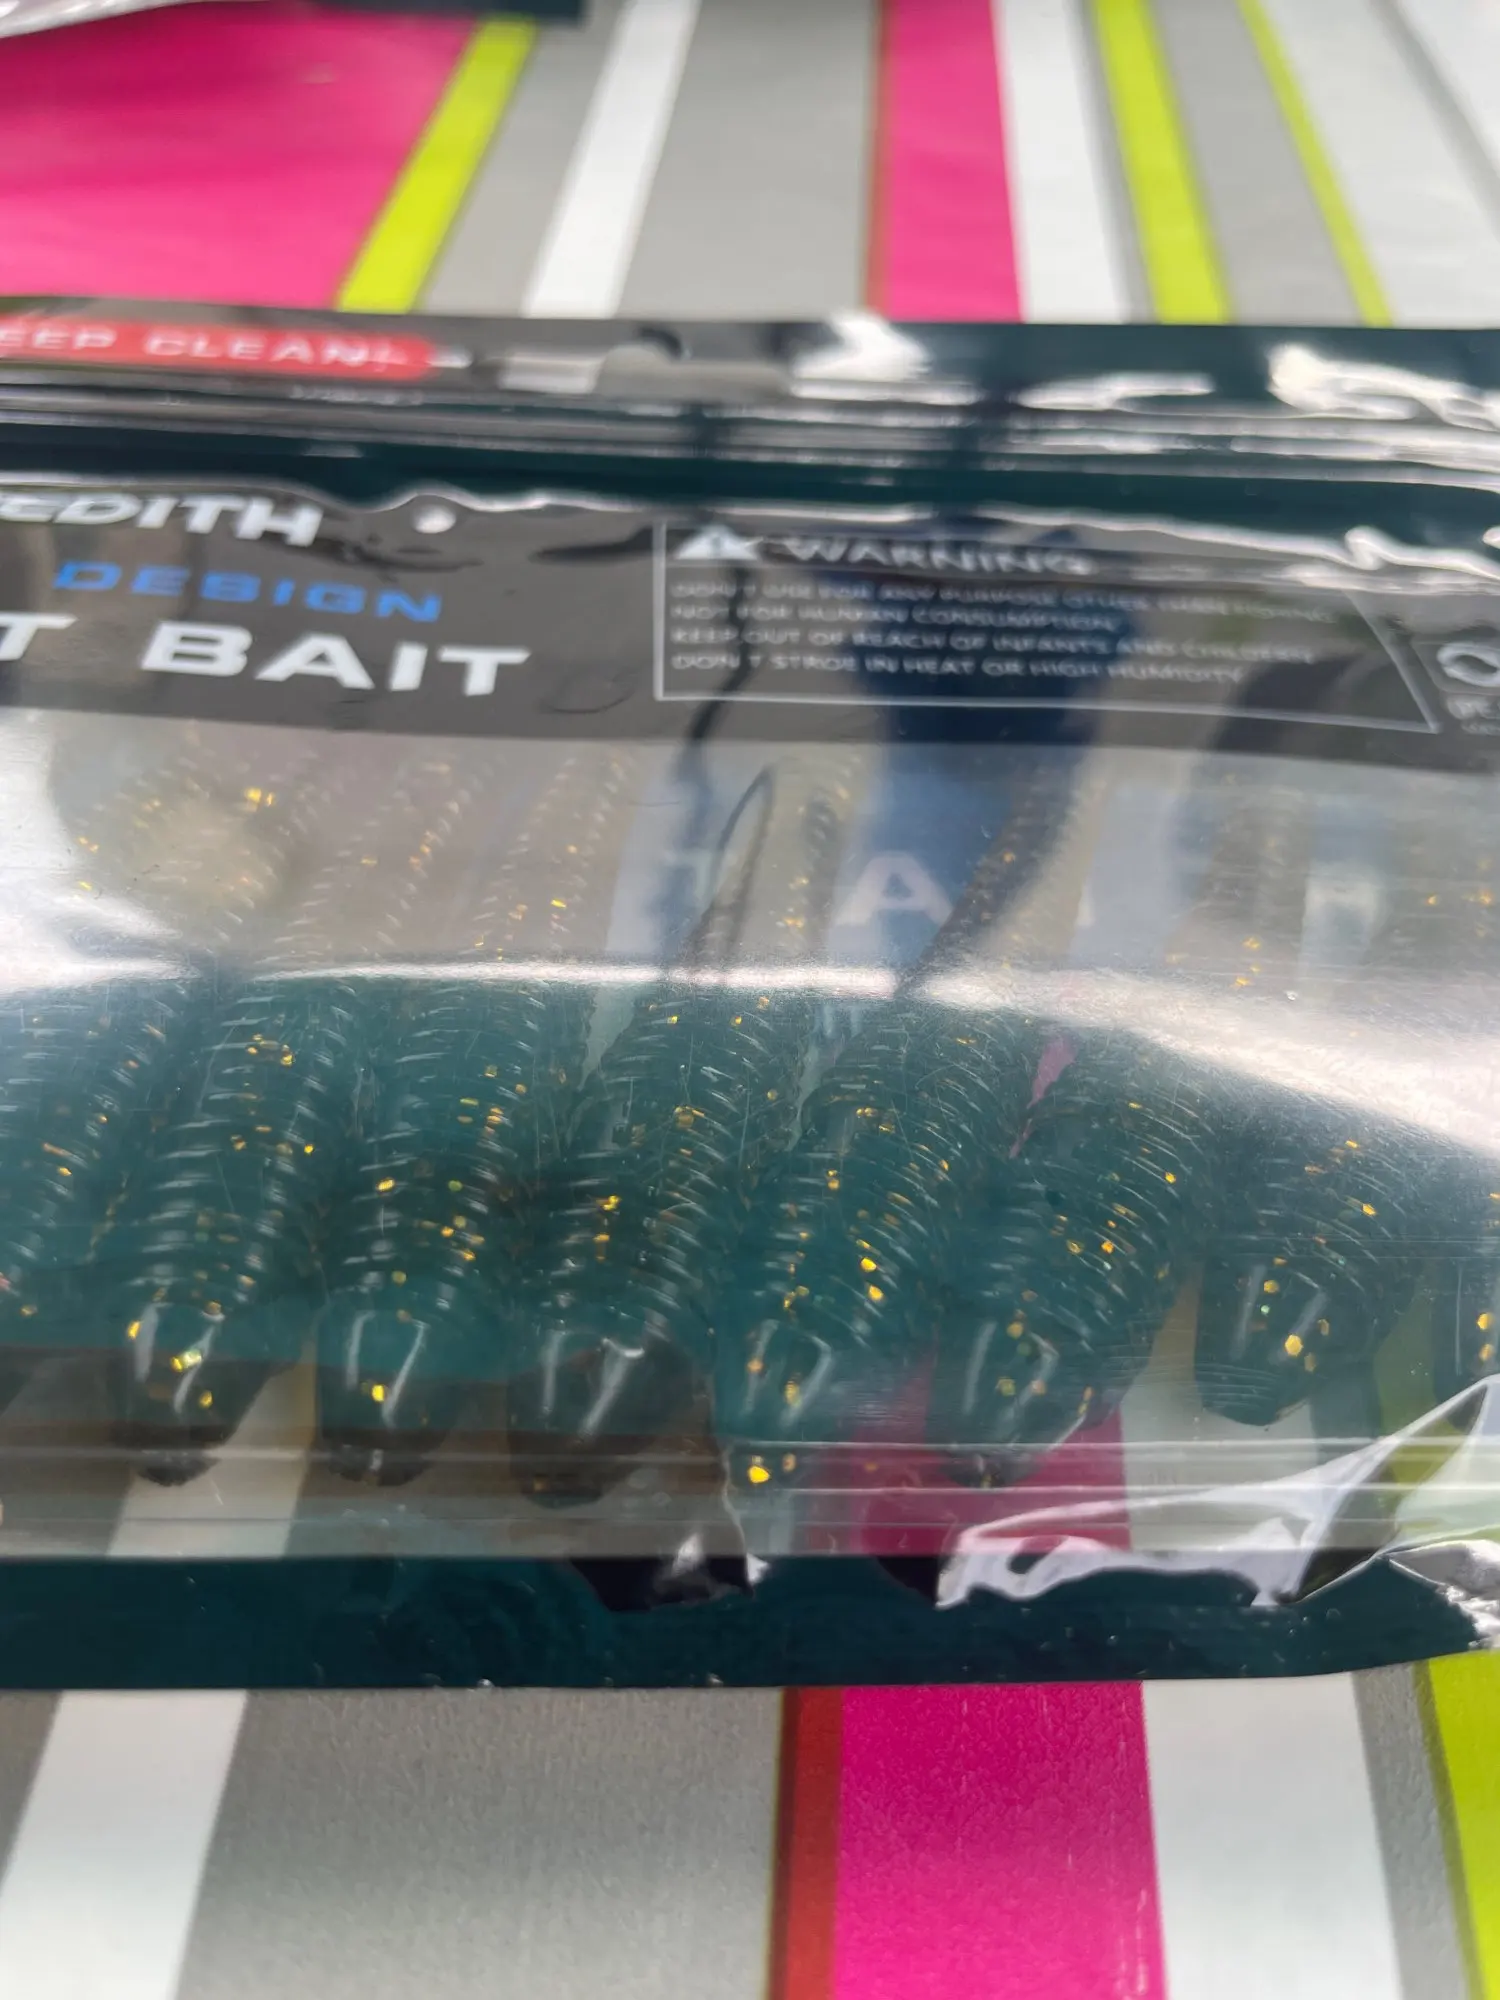 EEP CLEAN!
EDITH
DESIGN
T BAIT
WARNING
DON'T USE FOR ANY PURPOSE OTHER THAN FISHING
NOT FOR HUMAN CONSUMPTION
KEEP OUT OF REACH OF INFANTS AND CHILDREN
DON'T STROE IN HEAT OR HIGH HUMIDITY
A